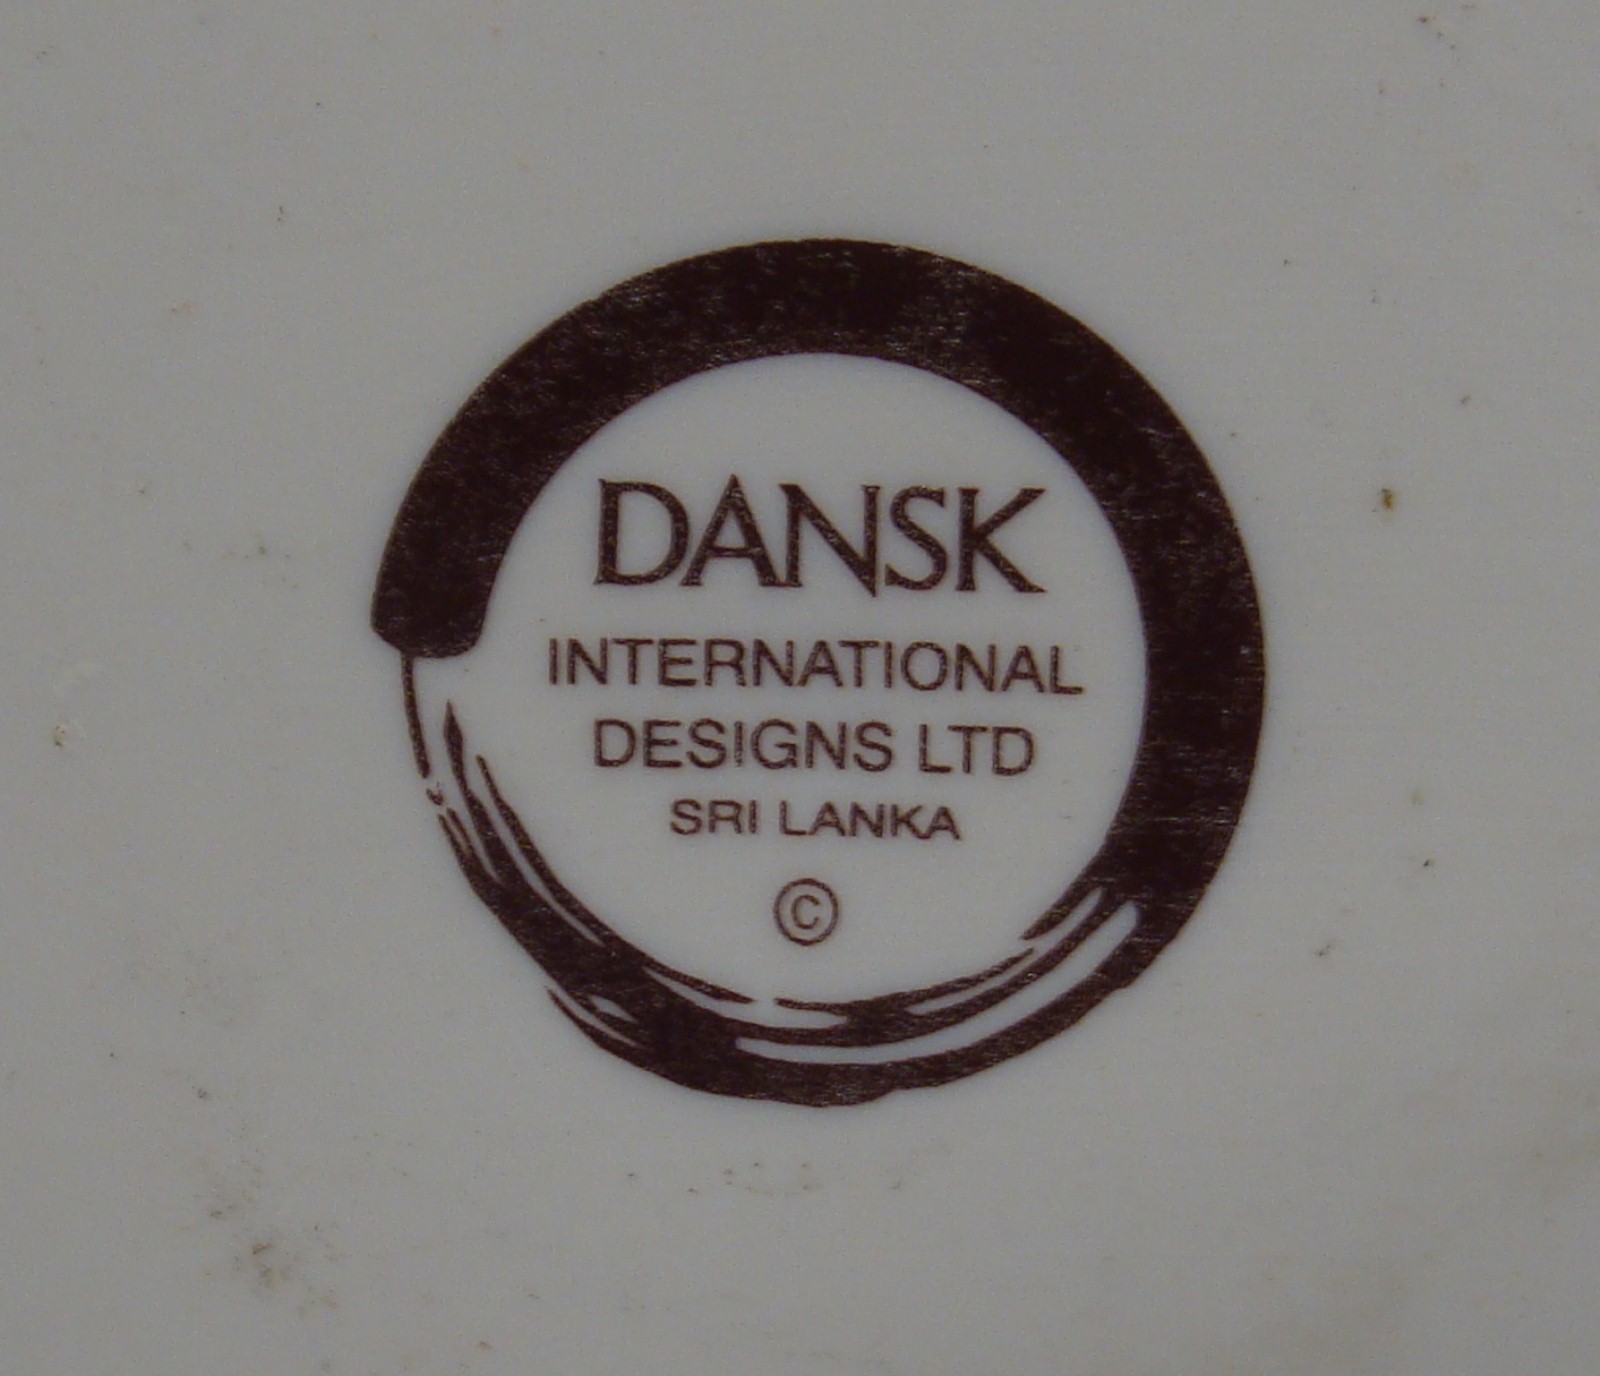 DANSK
INTERNATIONAL
DESIGNS LTD
SRI LANKA
©